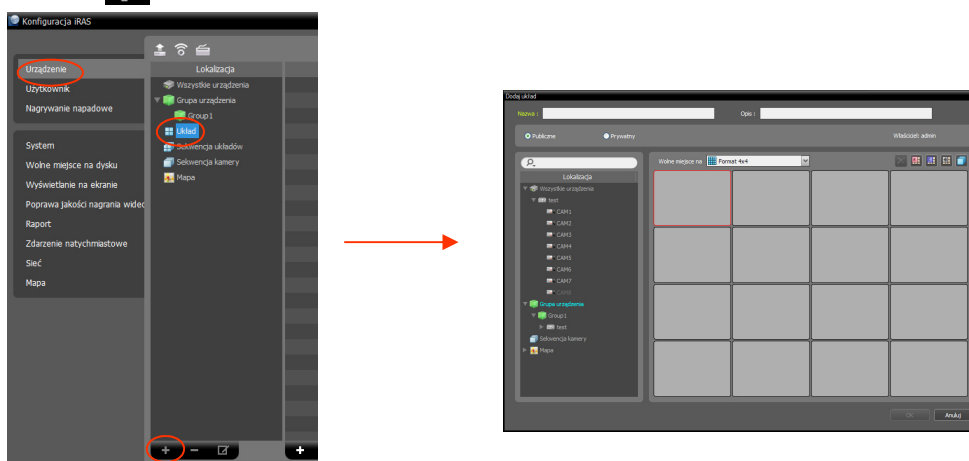 Konfiguracja iRAS
Urządzenie
Użytkownik
Nagrywanie napadowe
System
Wolne miejsce na dysku
Wyświetlanie na ekranie
Poprawa jakości nagrania wideo
Raport
Zdarzenie natychmiastowe
Sieć
Mapa
Lokalizacja
Wszystkie urządzenia
Grupa urządzenia
Group1
Układ
Sekwencja układów
Sekwencja kamery
Mapa
Dodaj układ
Nazwa :
Opis :
Publiczne
Prywatny
Właściciel: admin
Wolne miejsce na
Format 4x4
Lokalizacja
Wszystkie urządzenia
test
CAM1
CAM2
CAM3
CAM4
CAM5
CAM6
CAM7
CAM8
Grupa urządzenia
Group1
test
Sekwencja kamery
Mapa
OK
Anuluj